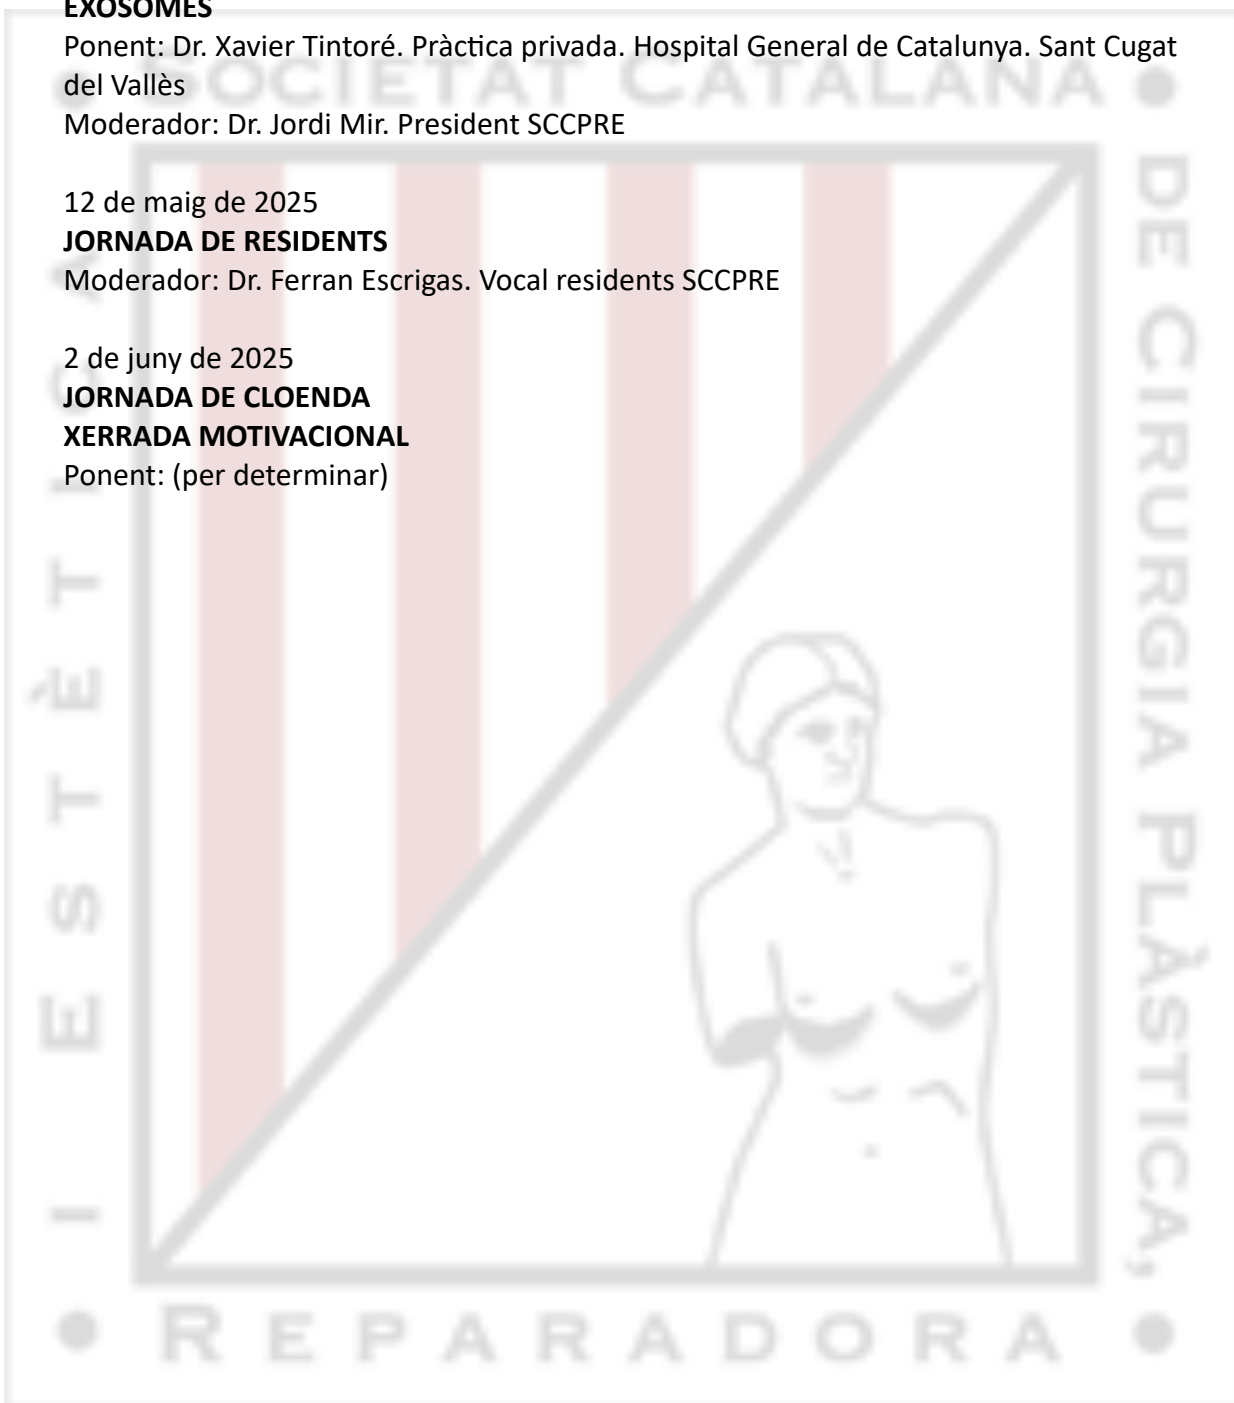 EXOSOMES
Ponent: Dr. Xavier Tintoré. Pràctica privada. Hospital General de Catalunya. Sant Cugat
del Vallès
Moderador: Dr. Jordi Mir. President SCCPRE
12 de maig de 2025
JORNADA DE RESIDENTS
Moderador: Dr. Ferran Escrigas. Vocal residents SCCPRE
2 de juny de 2025
JORNADA DE CLOENDA
XERRADA MOTIVACIONAL
Ponent: (per determinar)
SOCIETAT CATALANA
DE CIRURGIA PLÀSTICA,
REPARADORA
I ESTÈTICA